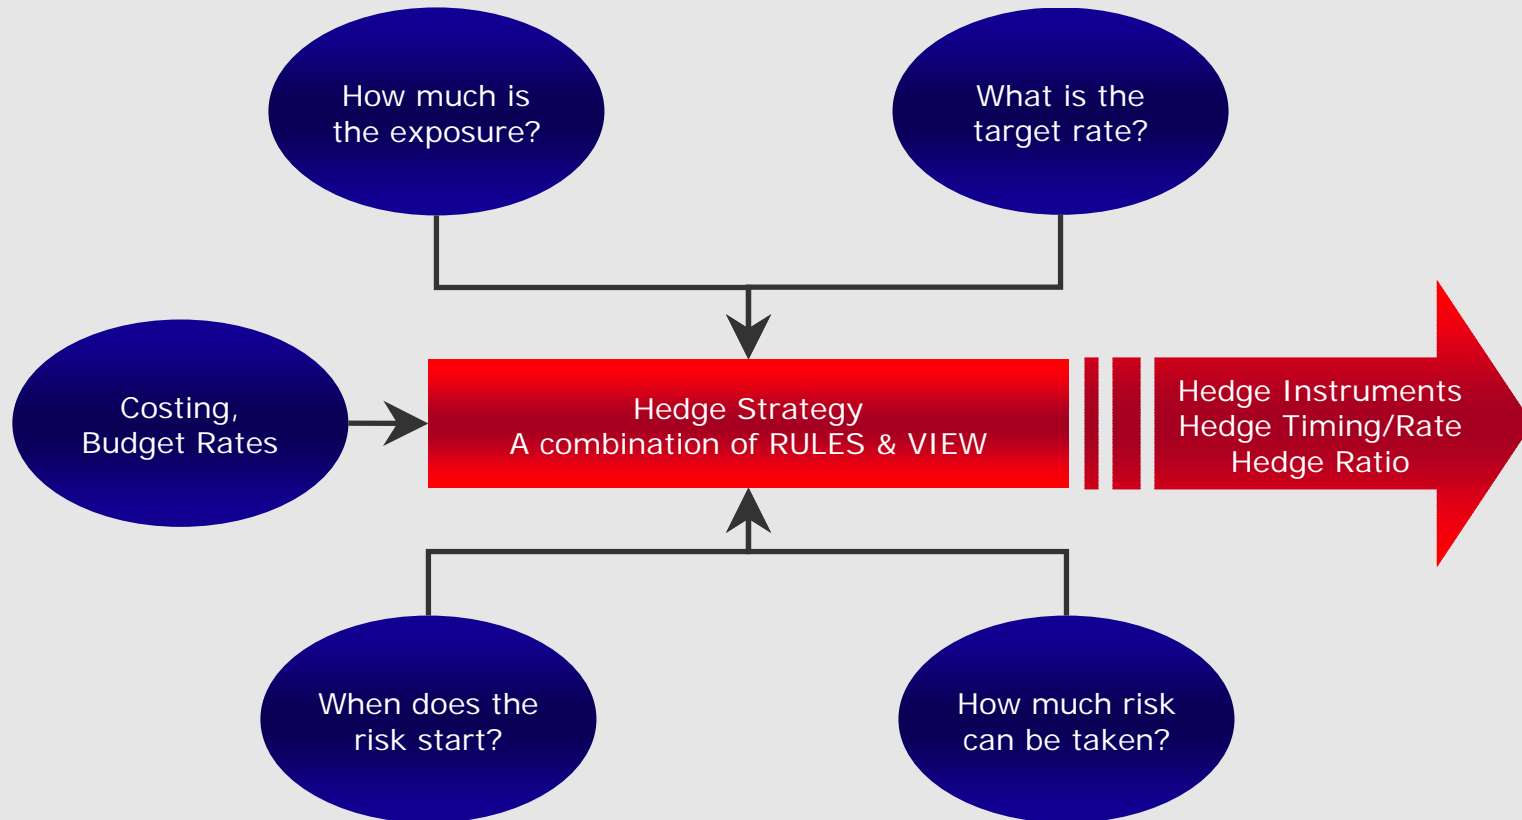 How much is
the exposure?
What is the
target rate?
Costing,
Budget Rates
Hedge Strategy
A combination of RULES & VIEW
Hedge Instruments
Hedge Timing/Rate
Hedge Ratio
When does the
risk start?
How much risk
can be taken?